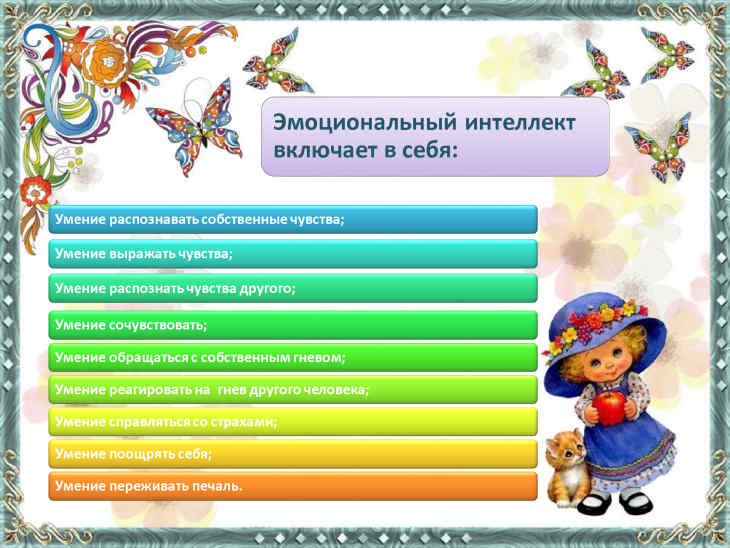 Эмоциональный интеллект
включает в себя:
Умение распознавать собственные чувства;
Умение выражать чувства;
Умение распознать чувства другого;
Умение сочувствовать;
Умение обращаться с собственным гневом;
Умение реагировать на  гнев другого человека;
Умение справляться со страхами;
Умение поощрять себя;
Умение переживать печаль.